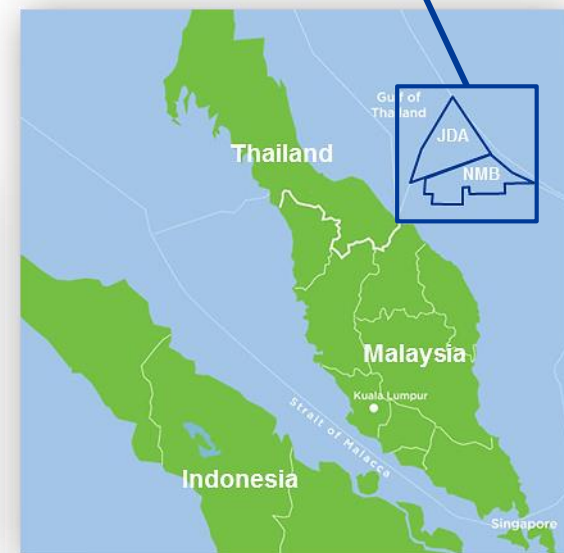 Gulf of
Thailand
JDA
Thailand
NMB
Malaysia
Kuala Lumpur
Strait of Malacca
Indonesia
Singapore